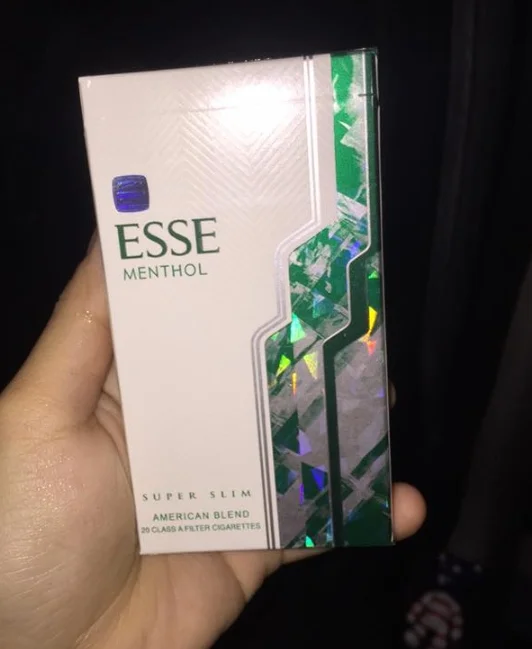 ESSE
MENTHOL
SUPER SLIM
AMERICAN BLEND
20 CLASS A FILTER CIGARETTES